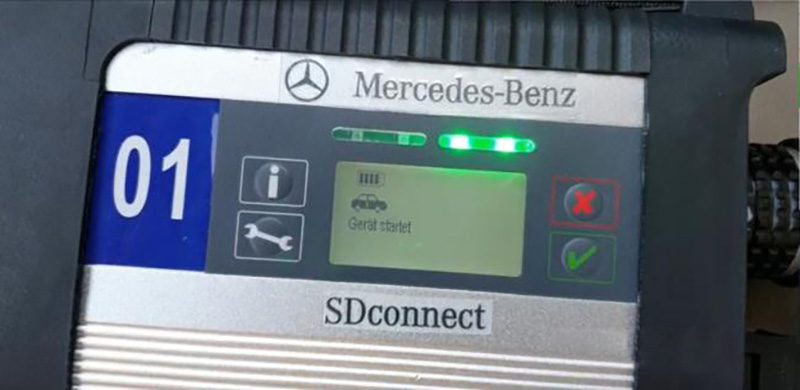 Mercedes-Benz
01
i
Gerät startet
SDconnect